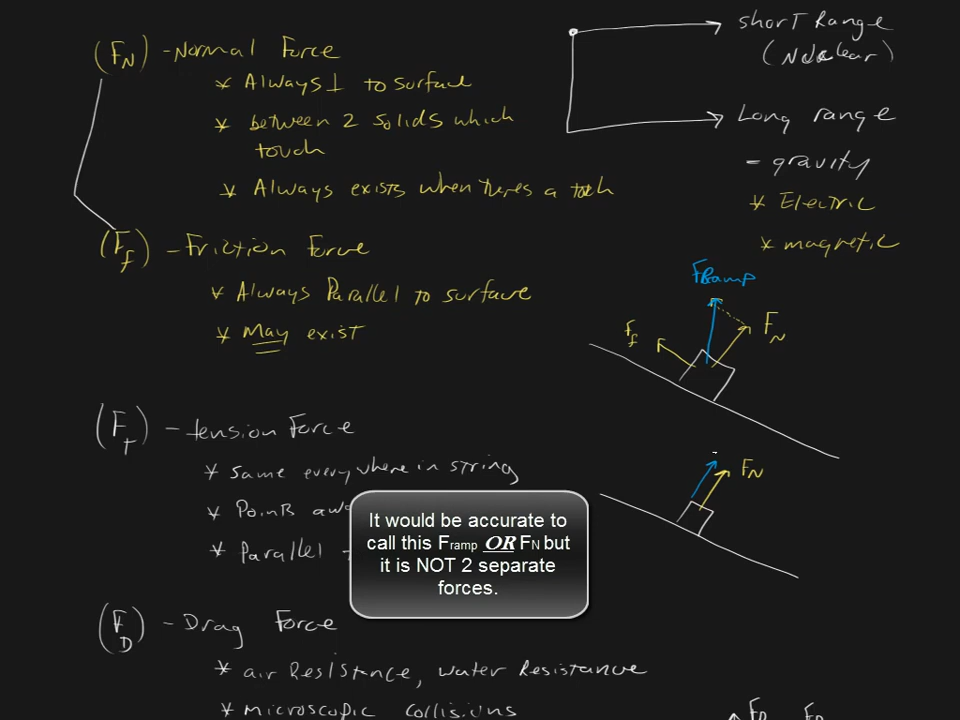 (FN) - Normal Force
* Always ⊥ to surface
* between 2 solids which
touch
* Always exists when theres a touch
(Ff) - Friction Force
* Always Parallel to surface
* May exist
(FT) - tension Force
* Same everywhere in string
* Points
* Parallel
It would be accurate to
call this Framp OR FN but
it is NOT 2 separate
forces.
(FD) - Drag Force
* air Resistance, water Resistance
* microscopic collisions
short Range
(Nuclear)
Long range
- gravity
* Electric
* magnetic
Framp
FN
Ff
FN
FD FD